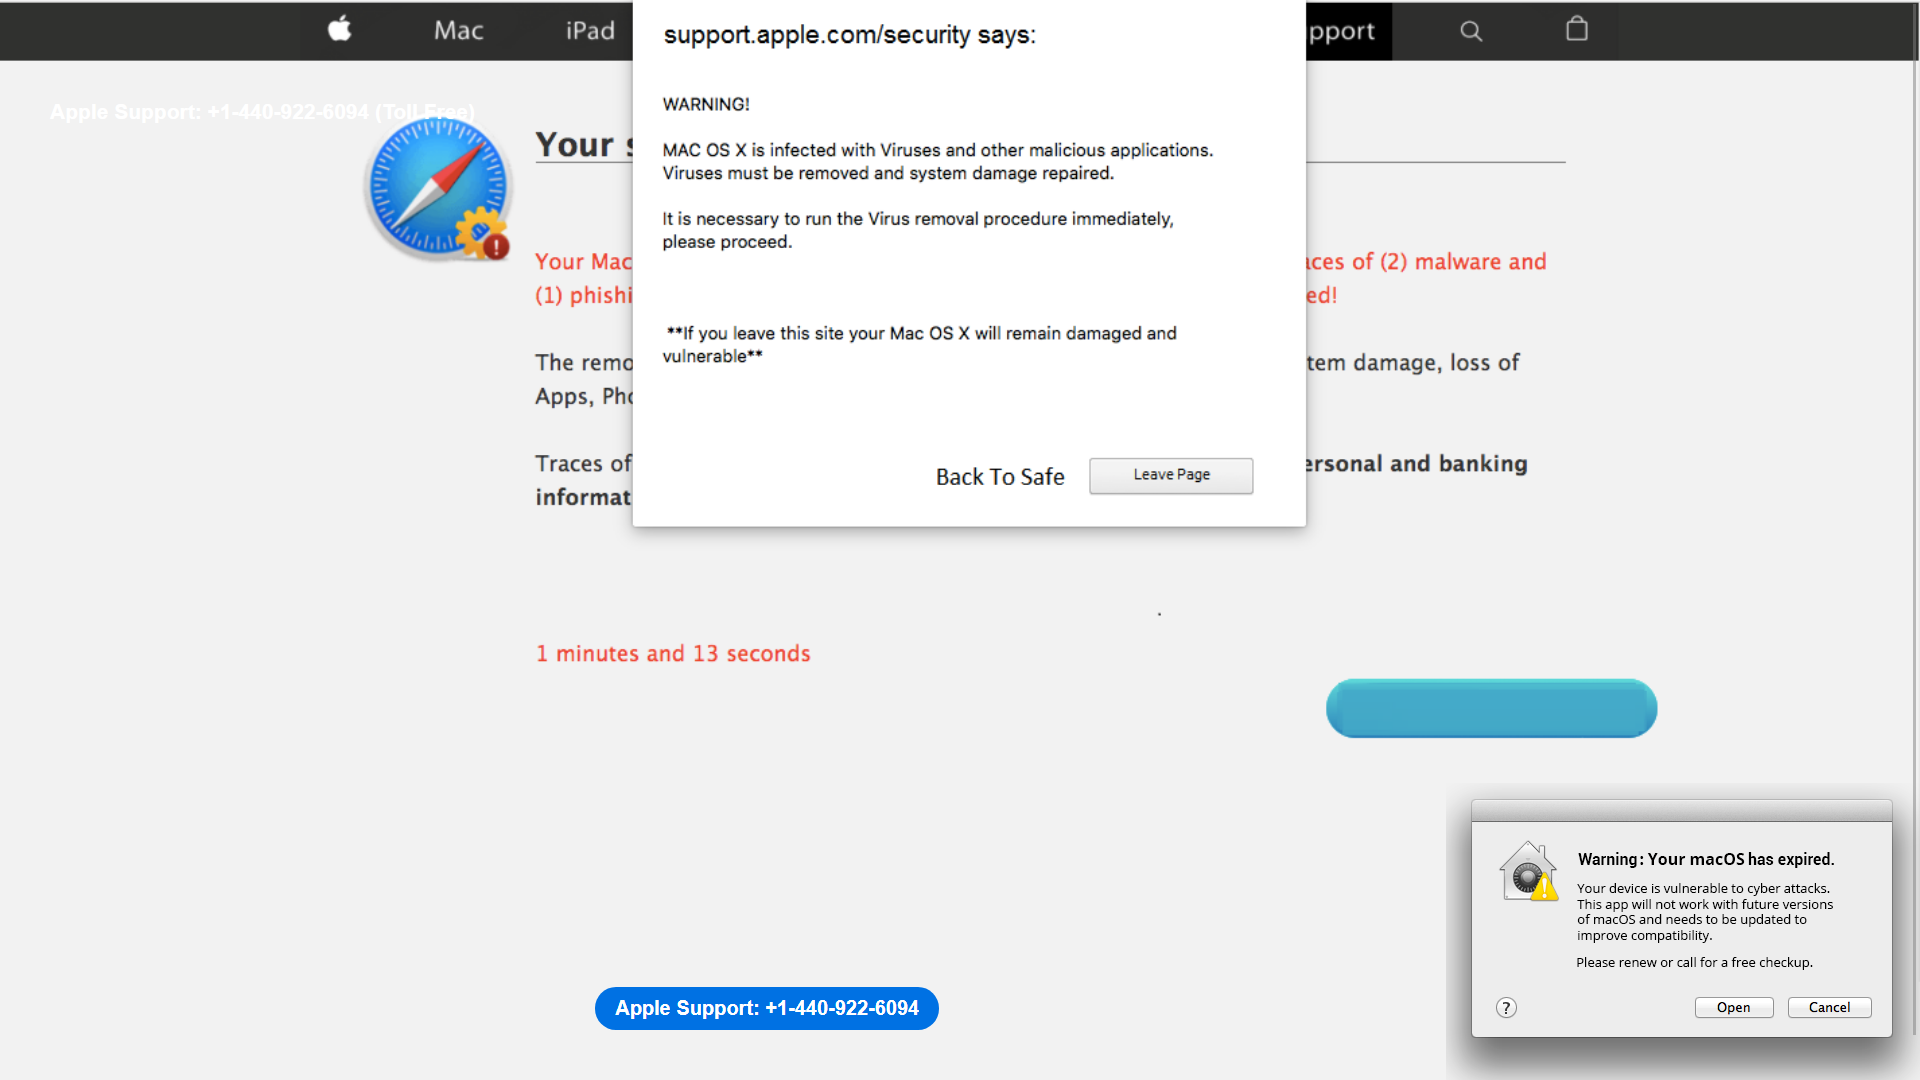 Mac
iPad
pport
support.apple.com/security says:
Apple Support: +1-440-922-6094 (Toll Free)
WARNING!
MAC OS X is infected with Viruses and other malicious applications.
Viruses must be removed and system damage repaired.
It is necessary to run the Virus removal procedure immediately,
please proceed.
**If you leave this site your Mac OS X will remain damaged and
vulnerable**
Back To Safe
Leave Page
Your s
Your Mac
aces of (2) malware and
(1) phishi
ed!
The remo
tem damage, loss of
Apps, Pho
Traces of
ersonal and banking
informat
1 minutes and 13 seconds
Warning: Your macOS has expired.
Your device is vulnerable to cyber attacks.
This app will not work with future versions
of macOS and needs to be updated to
improve compatibility.
Please renew or call for a free checkup.
?
Open
Cancel
Apple Support: +1-440-922-6094